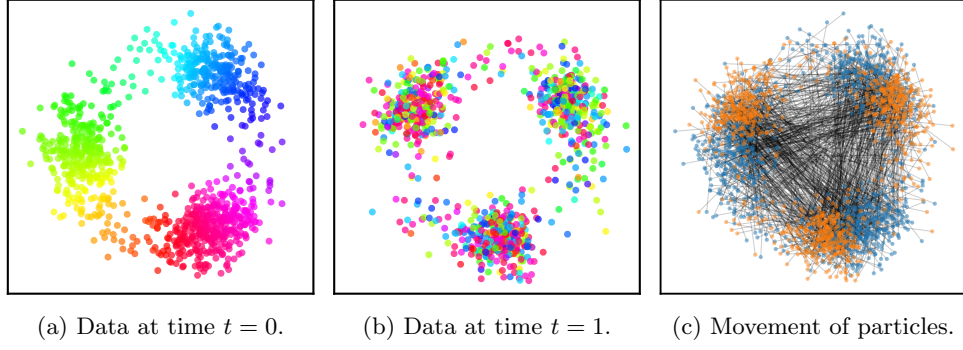 (a) Data at time t = 0.
(b) Data at time t = 1.
(c) Movement of particles.